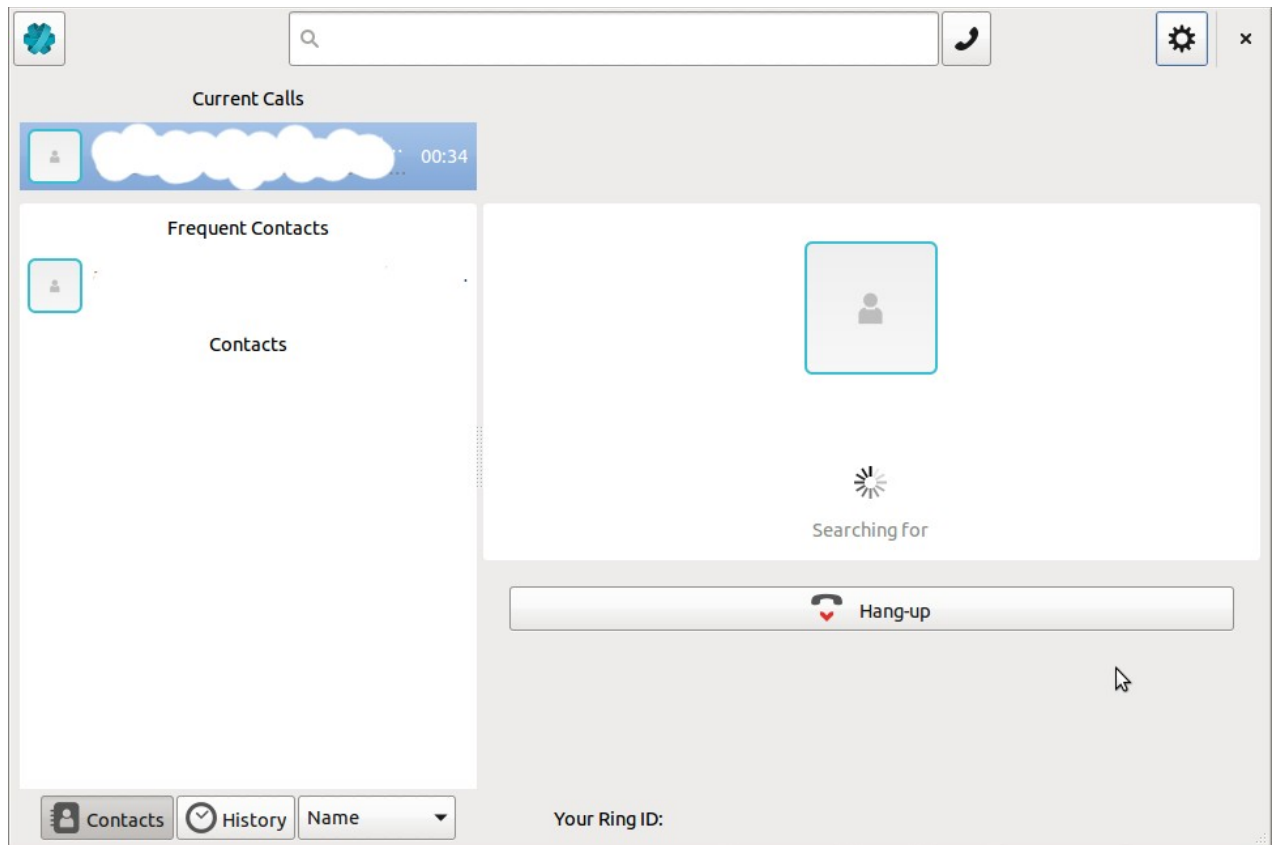 Current Calls
00:34
Frequent Contacts
Contacts
Searching for
Hang-up
Contacts
History
Name
Your Ring ID: